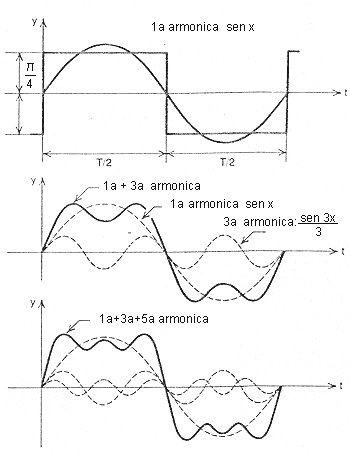 y
1a armonica sen x
π
4
t
T/2 T/2
y
1a + 3a armonica
1a armonica sen x
3a armonica: sen 3x
3
t
y
1a+3a+5a armonica
t